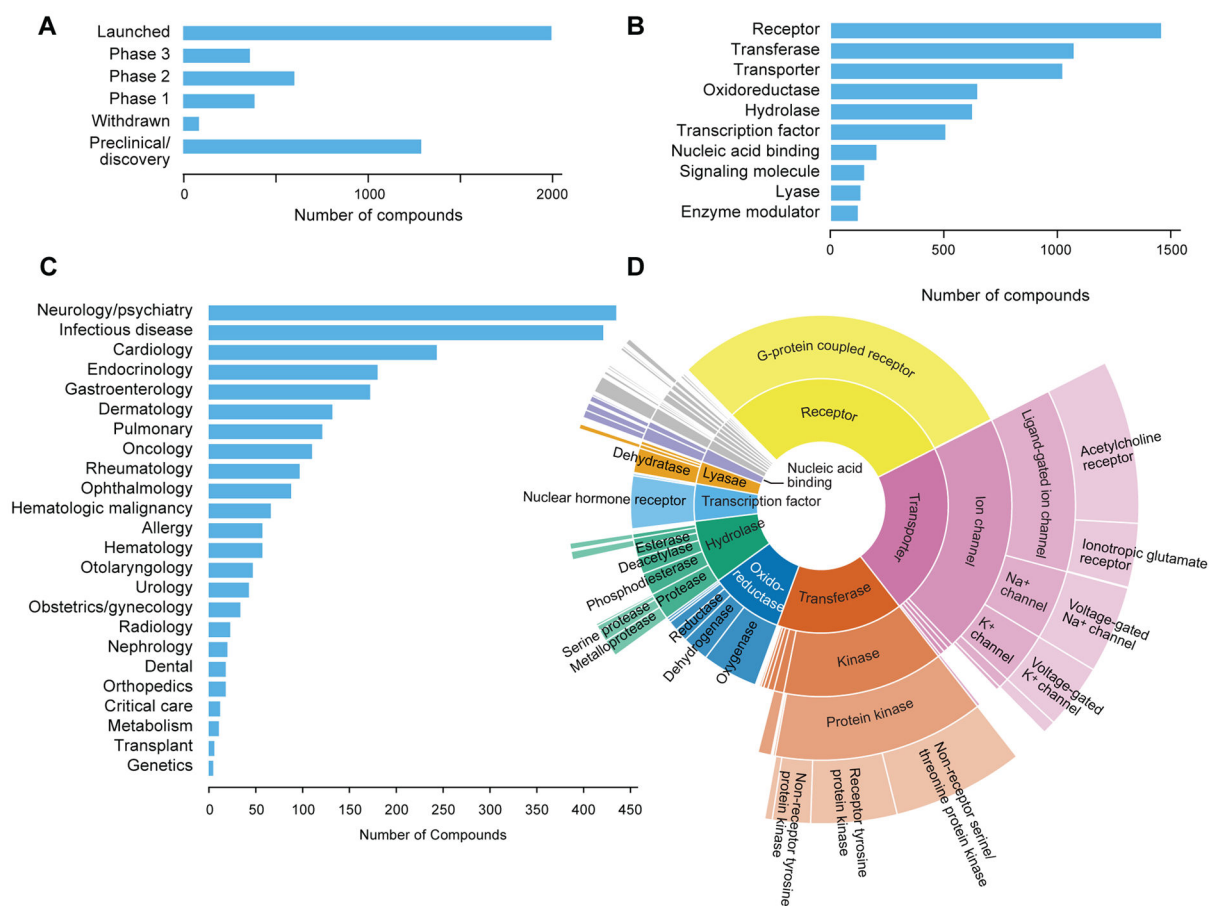 A
Launched
Phase 3
Phase 2
Phase 1
Withdrawn
Preclinical/
discovery
0
1000
2000
Number of compounds
B
Receptor
Transferase
Transporter
Oxidoreductase
Hydrolase
Transcription factor
Nucleic acid binding
Signaling molecule
Lyase
Enzyme modulator
0
500
1000
1500
Number of compounds
C
Neurology/psychiatry
Infectious disease
Cardiology
Endocrinology
Gastroenterology
Dermatology
Pulmonary
Oncology
Rheumatology
Ophthalmology
Hematologic malignancy
Allergy
Hematology
Otolaryngology
Urology
Obstetrics/gynecology
Radiology
Nephrology
Dental
Orthopedics
Critical care
Metabolism
Transplant
Genetics
0
50
100
150
200
250
300
350
400
450
Number of Compounds
D
G-protein coupled receptor
Receptor
Nucleic acid
binding
Lyasae
Dehydratase
Transcription factor
Nuclear hormone receptor
Hydrolase
Esterase
Deacetylase
Phosphodiesterase
Protease
Serine protease
Metalloprotease
Oxido-
reductase
Reductase
Dehydrogenase
Oxygenase
Transferase
Kinase
Protein kinase
Non-receptor tyrosine
protein kinase
Receptor tyrosine
protein kinase
Non-receptor serine/
threonine protein kinase
Transporter
Ion channel
Ligand-gated ion channel
Acetylcholine
receptor
Ionotropic glutamate
receptor
Na+
channel
Voltage-gated
Na+ channel
K+
channel
Voltage-gated
K+ channel